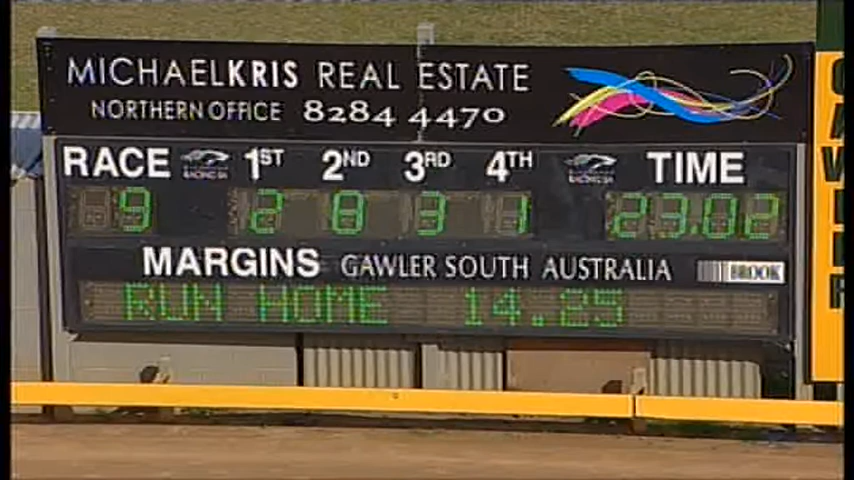 MICHAELKRIS REAL ESTATE
NORTHERN OFFICE 8284 4470
RACE 1ST 2ND 3RD 4TH TIME
9 2 8 3 1 23.02
MARGINS GAWLER SOUTH AUSTRALIA BROOK
RUN HOME 14.25
GAWLER